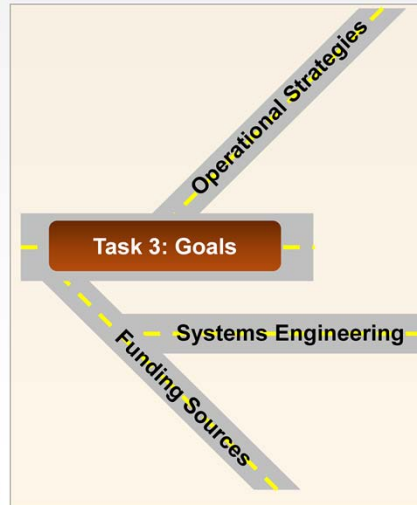 Operational Strategies
Task 3: Goals
Systems Engineering
Funding Sources